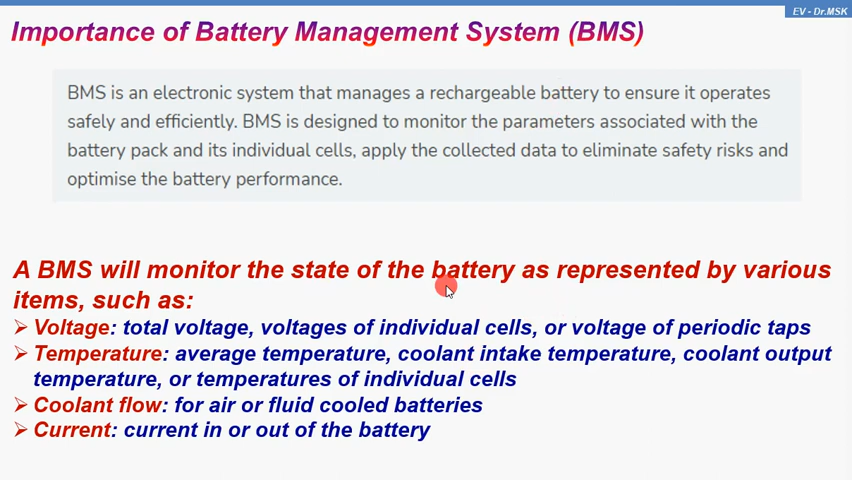 EV - Dr.MSK
Importance of Battery Management System (BMS)
BMS is an electronic system that manages a rechargeable battery to ensure it operates
safely and efficiently. BMS is designed to monitor the parameters associated with the
battery pack and its individual cells, apply the collected data to eliminate safety risks and
optimise the battery performance.
A BMS will monitor the state of the battery as represented by various
items, such as:
➢ Voltage: total voltage, voltages of individual cells, or voltage of periodic taps
➢ Temperature: average temperature, coolant intake temperature, coolant output
temperature, or temperatures of individual cells
➢ Coolant flow: for air or fluid cooled batteries
➢ Current: current in or out of the battery